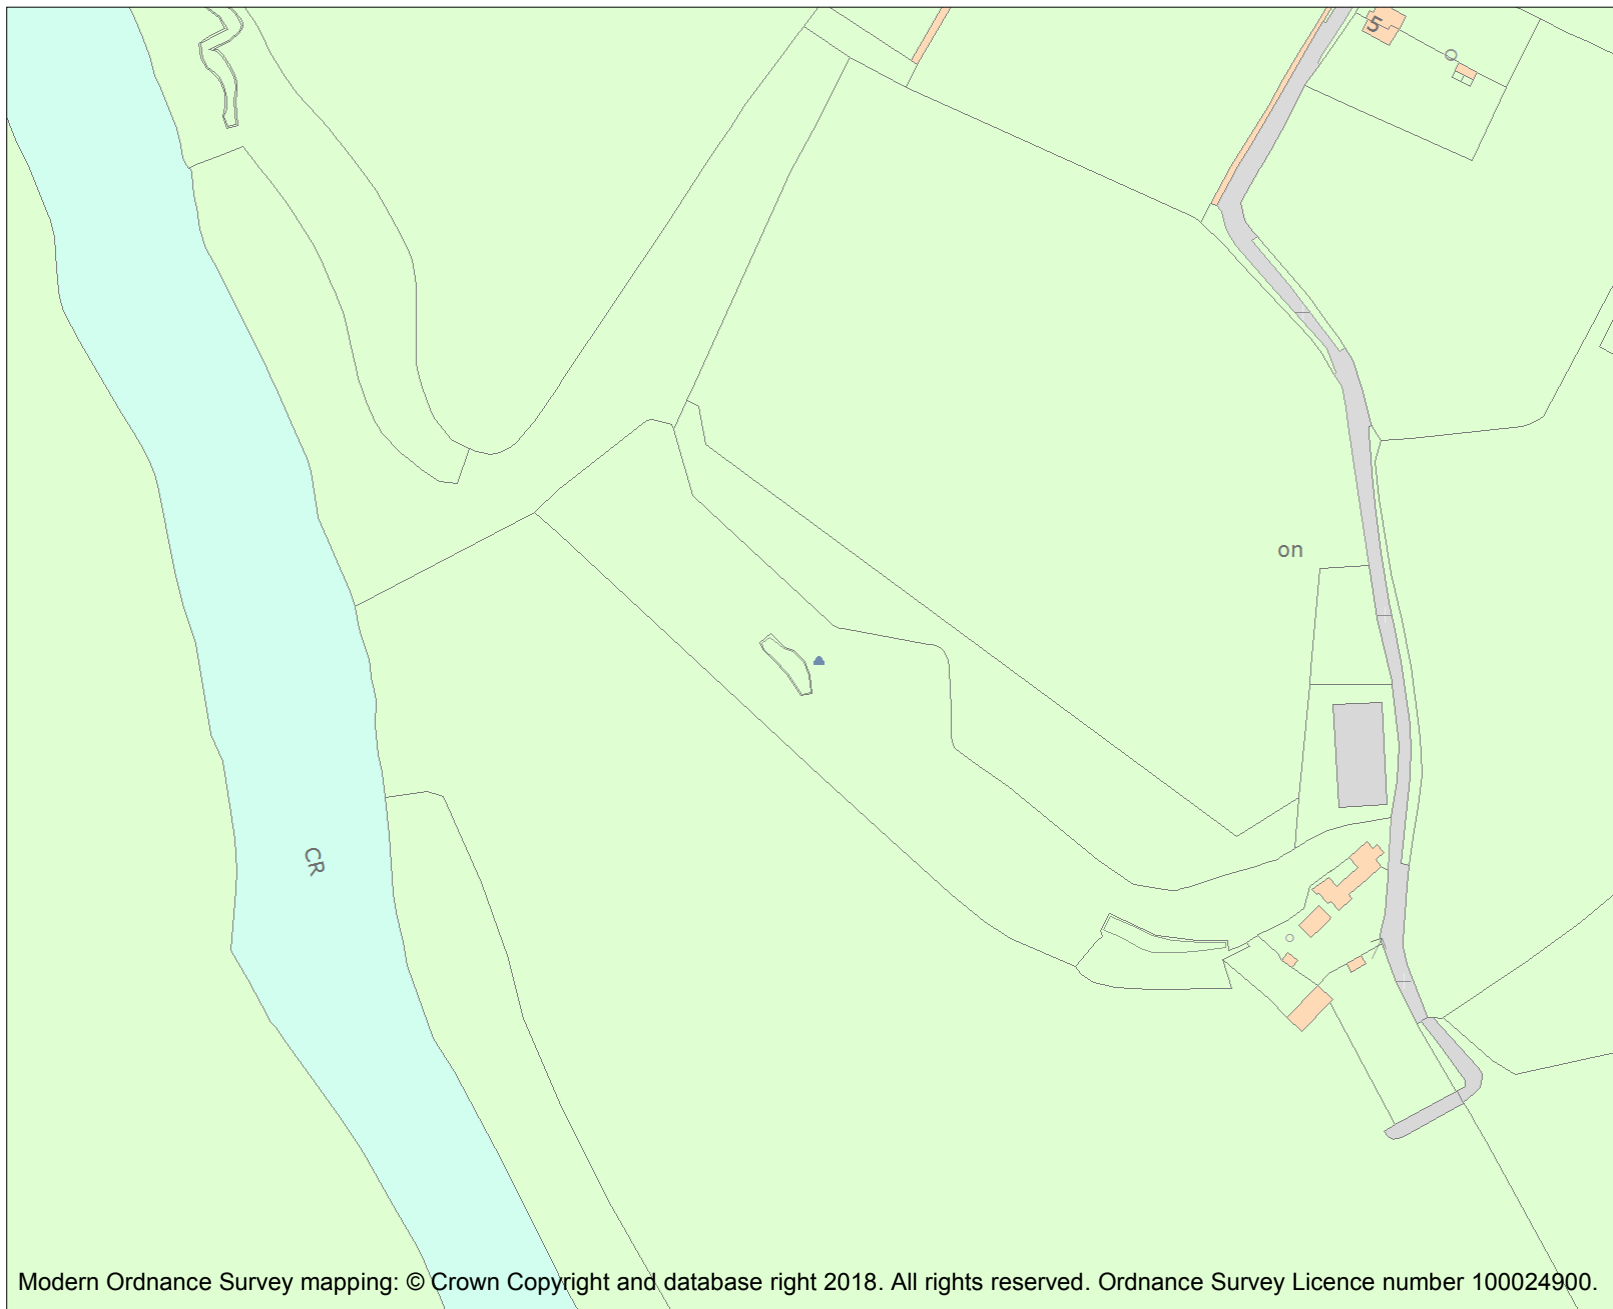 5
on
CR
Modern Ordnance Survey mapping: © Crown Copyright and database right 2018. All rights reserved. Ordnance Survey Licence number 100024900.